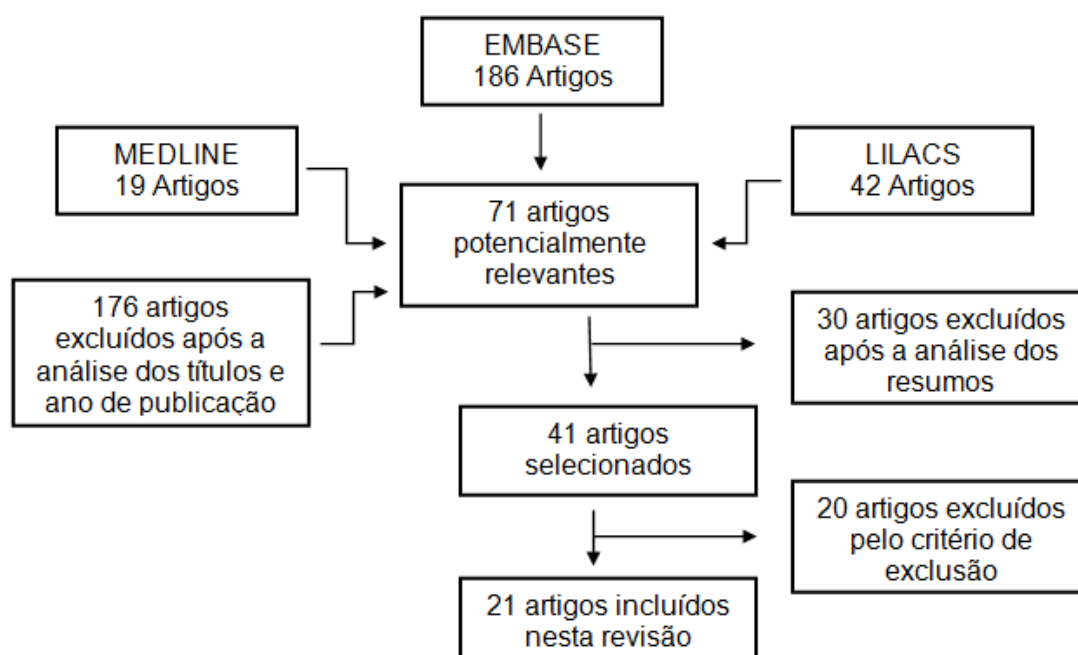 EMBASE
186 Artigos
MEDLINE
19 Artigos
LILACS
42 Artigos
71 artigos
potencialmente
relevantes
176 artigos
excluídos após a
análise dos títulos e
ano de publicação
30 artigos excluídos
após a análise dos
resumos
41 artigos
selecionados
20 artigos excluídos
pelo critério de
exclusão
21 artigos incluídos
nesta revisão